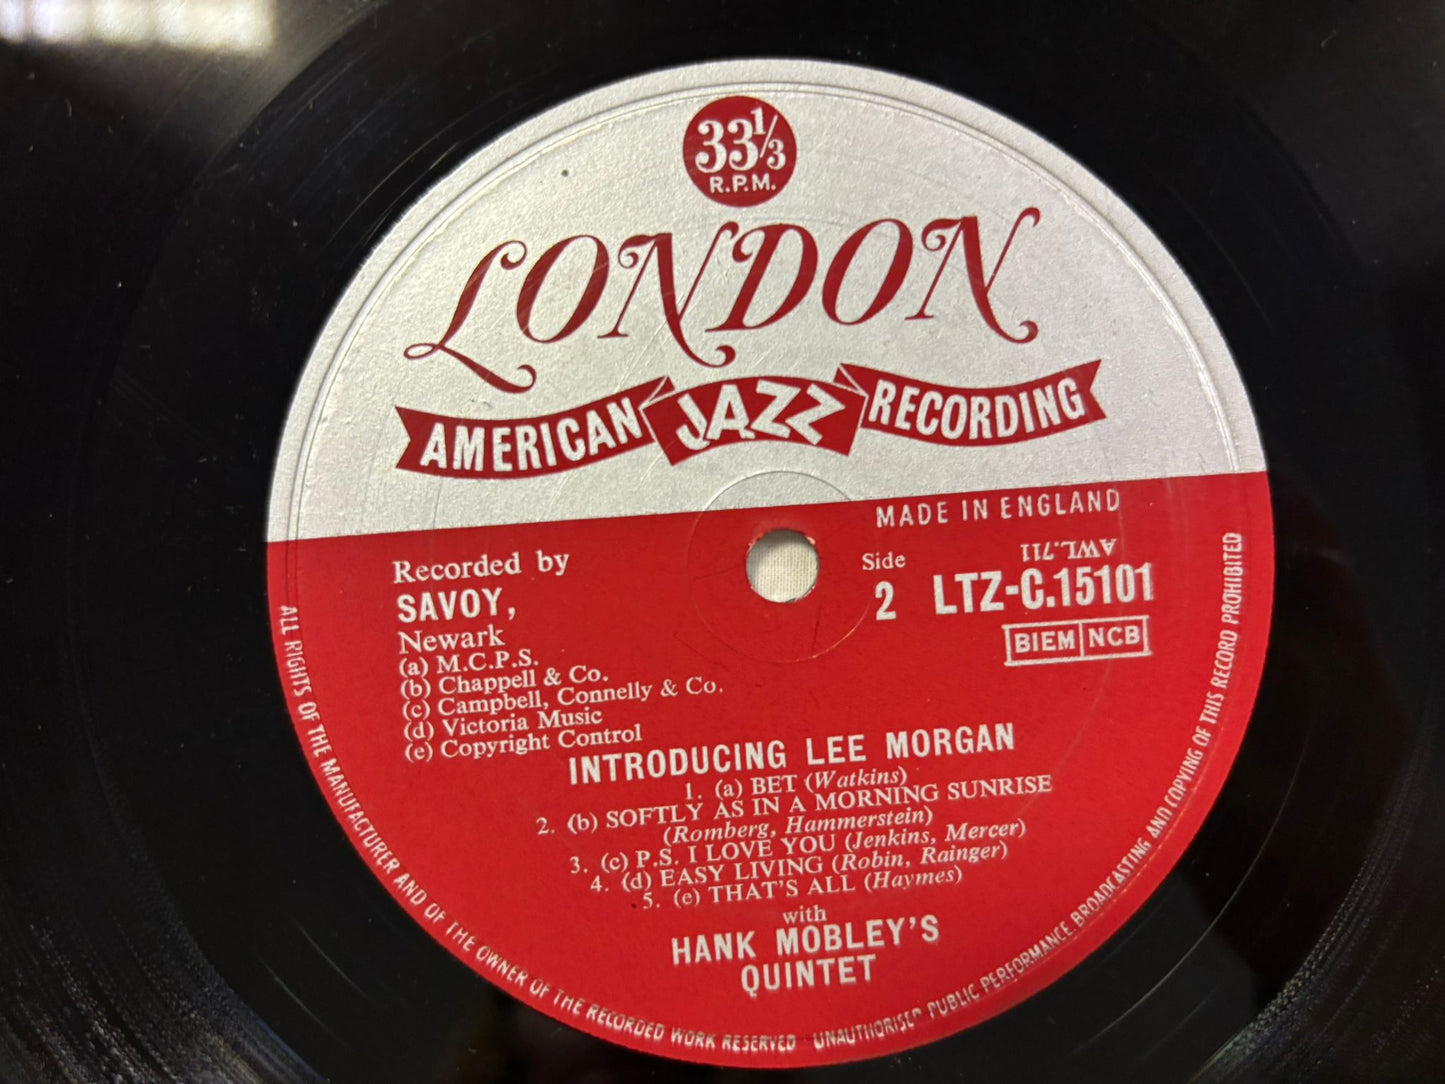 33 1/3
R.P.M.
LONDON
AMERICAN JAZZ RECORDING
MADE IN ENGLAND
Recorded by
SAVOY,
Newark
(a) M.C.P.S.
(b) Chappell & Co.
(c) Campbell, Connelly & Co.
(d) Victoria Music
(e) Copyright Control
AWL.711
Side
2
LTZ-C.15101
BIEM NCB
INTRODUCING LEE MORGAN
1. (a) BET (Watkins)
2. (b) SOFTLY AS IN A MORNING SUNRISE
(Romberg, Hammerstein)
3. (c) P.S. I LOVE YOU (Jenkins, Mercer)
4. (d) EASY LIVING (Robin, Rainger)
5. (e) THAT'S ALL (Haymes)
with
HANK MOBLEY'S
QUINTET
ALL RIGHTS OF THE MANUFACTURER AND OF THE OWNER OF THE RECORDED WORK RESERVED UNAUTHORISED PUBLIC PERFORMANCE, BROADCASTING AND COPYING OF THIS RECORD PROHIBITED